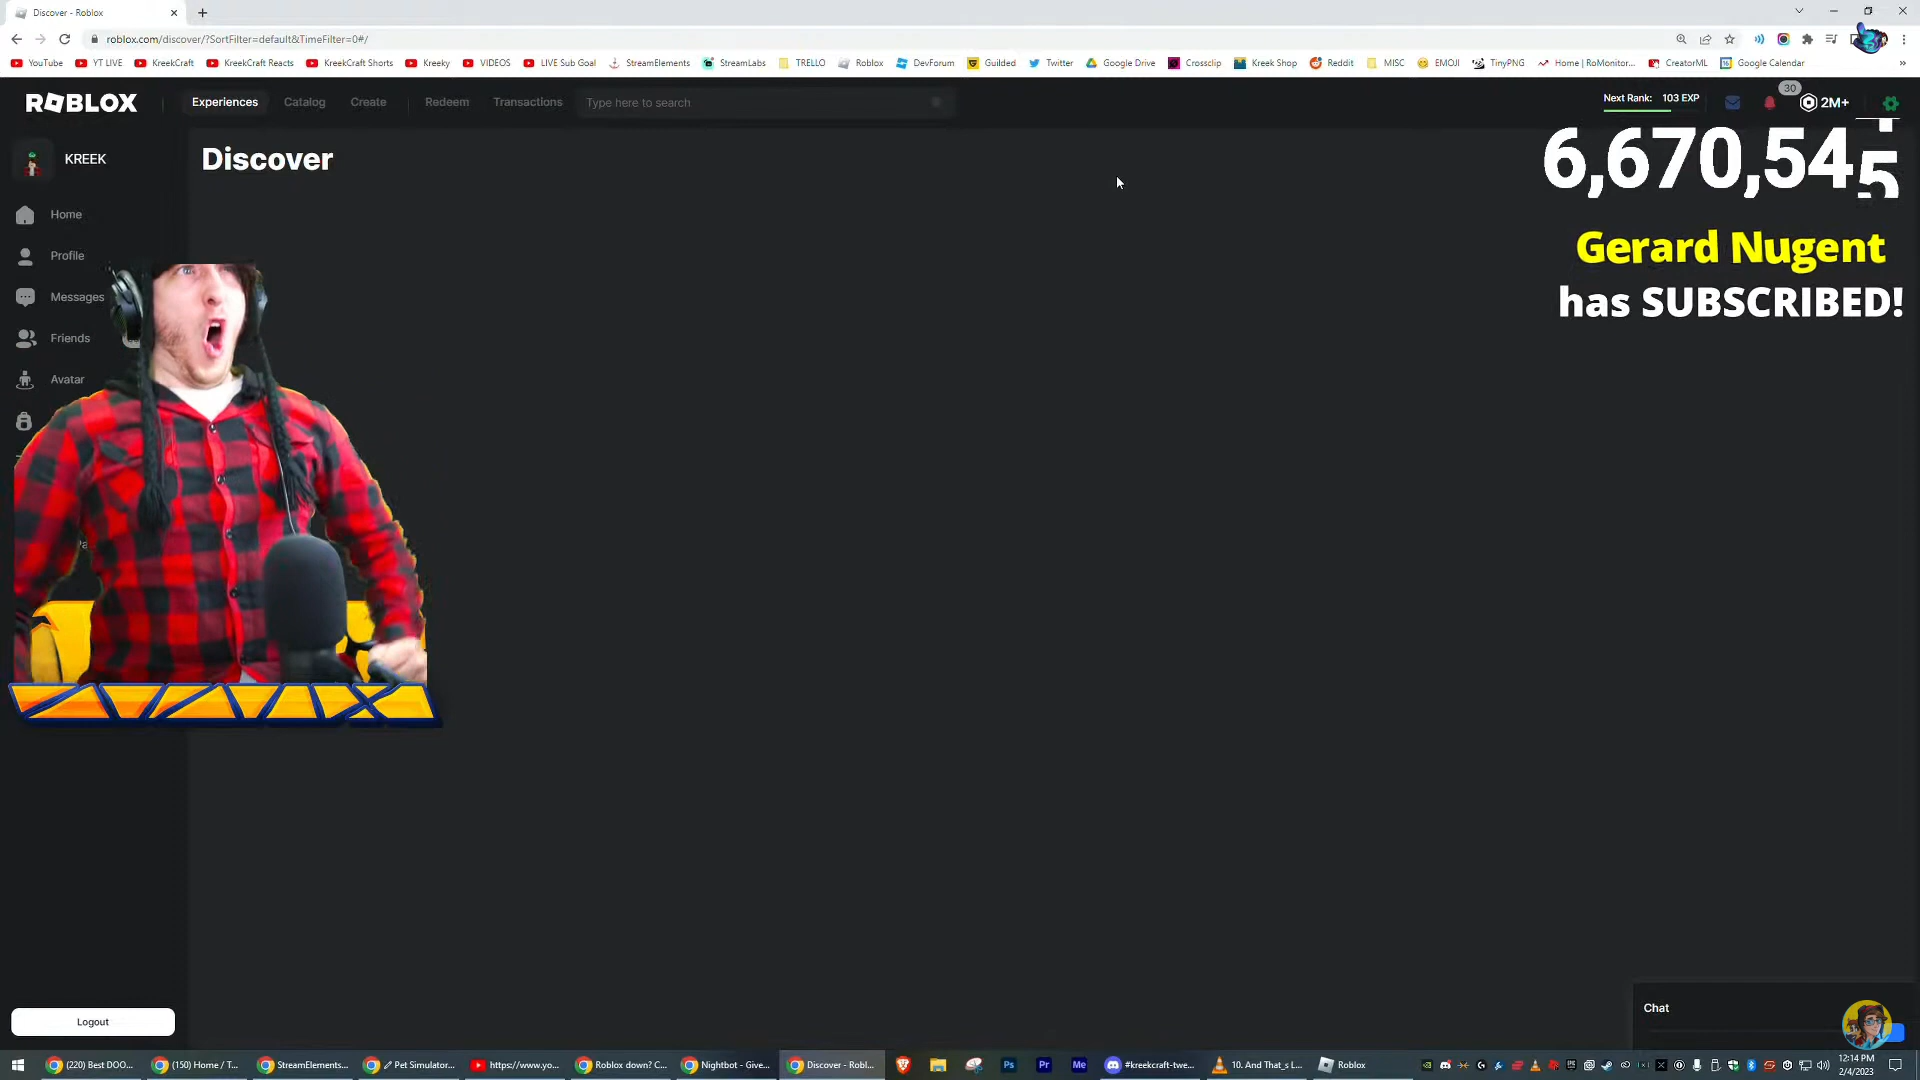 Discover - Roblox
roblox.com/discover/?SortFilter=default&TimeFilter=0#/
YouTube YT LIVE KreekCraft KreekCraft Reacts KreekCraft Shorts Kreeky VIDEOS LIVE Sub Goal StreamElements StreamLabs TRELLO Roblox DevForum Guilded Twitter Google Drive Crossclip Kreek Shop Reddit MISC EMOJI TinyPNG Home | RoMonitor... CreatorML Google Calendar
ROBLOX Experiences Catalog Create Redeem Transactions Type here to search Next Rank: 103 EXP 30 2M+
KREEK
Discover
6,670,545
Gerard Nugent
has SUBSCRIBED!
Home
Profile
Messages
Friends
Avatar
Logout
Chat
(220) Best DOO... (150) Home / T... StreamElements... Pet Simulator... https://www.yo... Roblox down? C... Nightbot - Give... Discover - Robl... Ps Pr Me #kreekcraft-twe... 10. And That_s L... Roblox
12:14 PM
2/4/2023